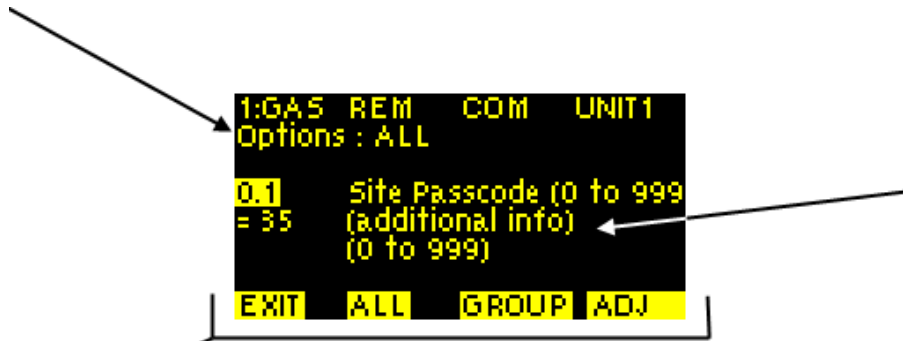 1:GAS REM COM UNIT1
Options : ALL
0.1 Site Passcode (0 to 999
= 35 (additional info)
(0 to 999)
EXIT ALL GROUP ADJ